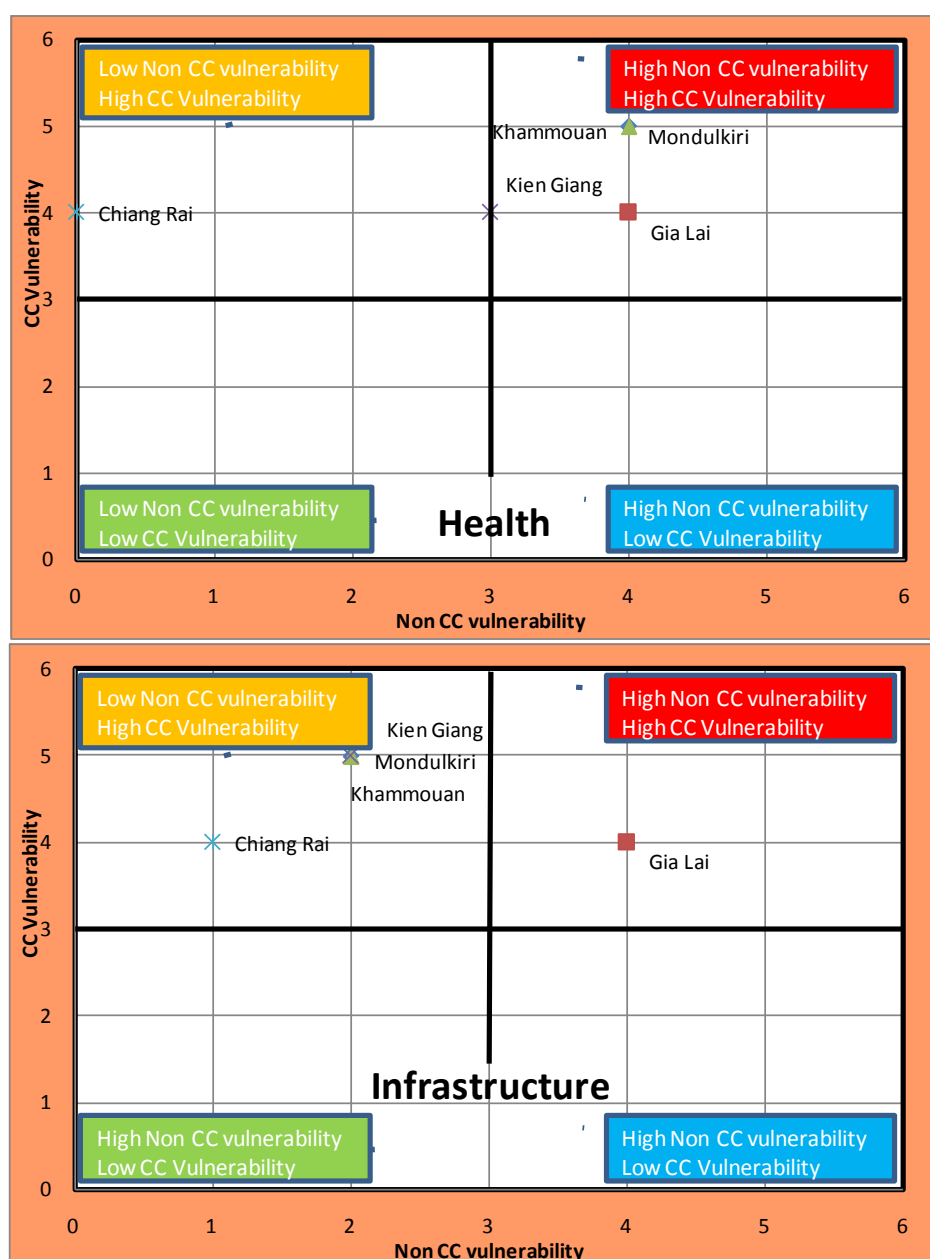 6
Low Non CC vulnerability
High CC Vulnerability
High Non CC vulnerability
High CC Vulnerability
5
Khammouan
Mondulkiri
Kien Giang
4
Chiang Rai
Gia Lai
CC Vulnerability
3
2
1
Low Non CC vulnerability
Low CC Vulnerability
Health
High Non CC vulnerability
Low CC Vulnerability
0
0 1 2 3 4 5 6
Non CC vulnerability
6
Low Non CC vulnerability
High CC Vulnerability
High Non CC vulnerability
High CC Vulnerability
Kien Giang
5
Mondulkiri
Khammouan
4
Chiang Rai
Gia Lai
CC Vulnerability
3
2
Infrastructure
1
High Non CC vulnerability
Low CC Vulnerability
High Non CC vulnerability
Low CC Vulnerability
0
0 1 2 3 4 5 6
Non CC vulnerability